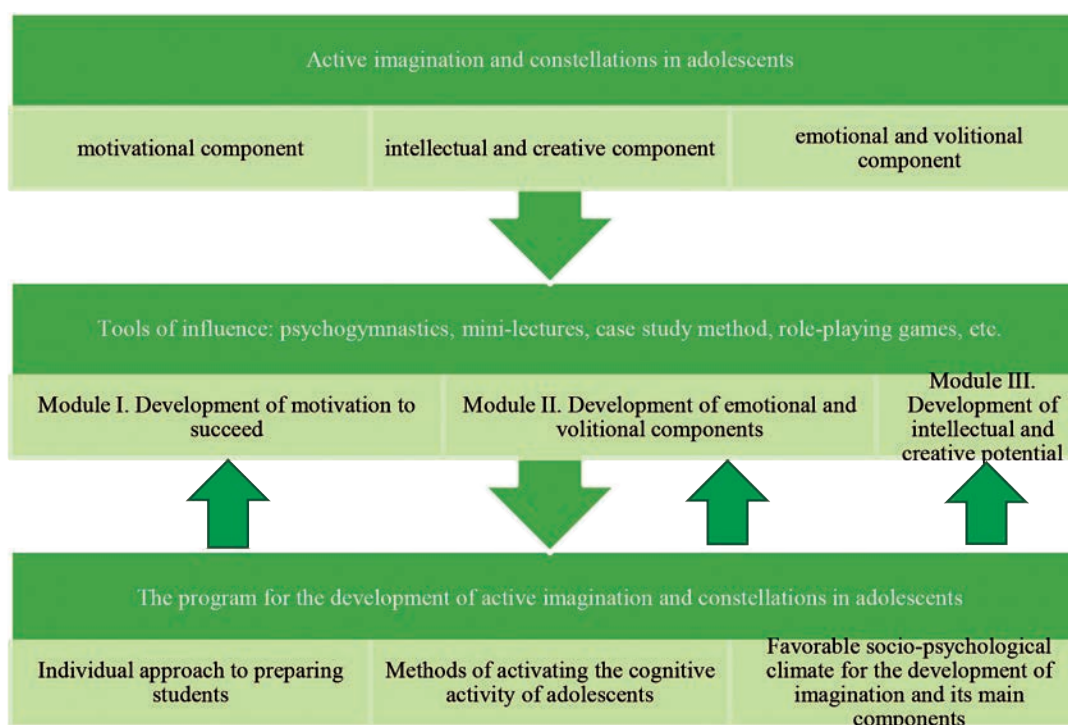 Active imagination and constellations in adolescents
motivational component
intellectual and creative component
emotional and volitional
component
Tools of influence: psychogymnastics, mini-lectures, case study method, role-playing games, etc.
Module I. Development of motivation to
succeed
Module II. Development of emotional and
volitional components
Module III.
Development of
intellectual and
creative potential
The program for the development of active imagination and constellations in adolescents
Individual approach to preparing
students
Methods of activating the cognitive
activity of adolescents
Favorable socio-psychological
climate for the development of
imagination and its main
components